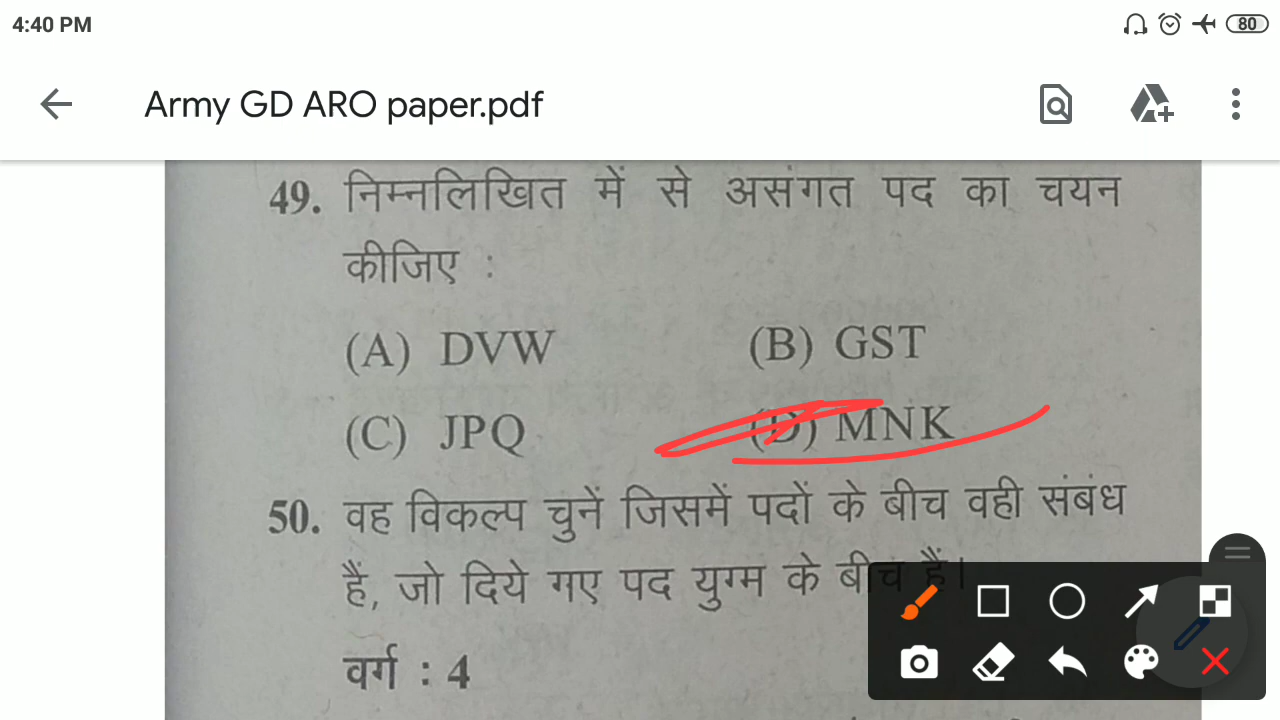 4:40 PM
80
Army GD ARO paper.pdf
49. निम्नलिखित में से असंगत पद का चयन
कीजिए :
(A) DVW (B) GST
(C) JPQ (D) MNK
50. वह विकल्प चुनें जिसमें पदों के बीच वही संबंध
है, जो दिये गए पद युग्म के बीच है।
वर्ग : 4